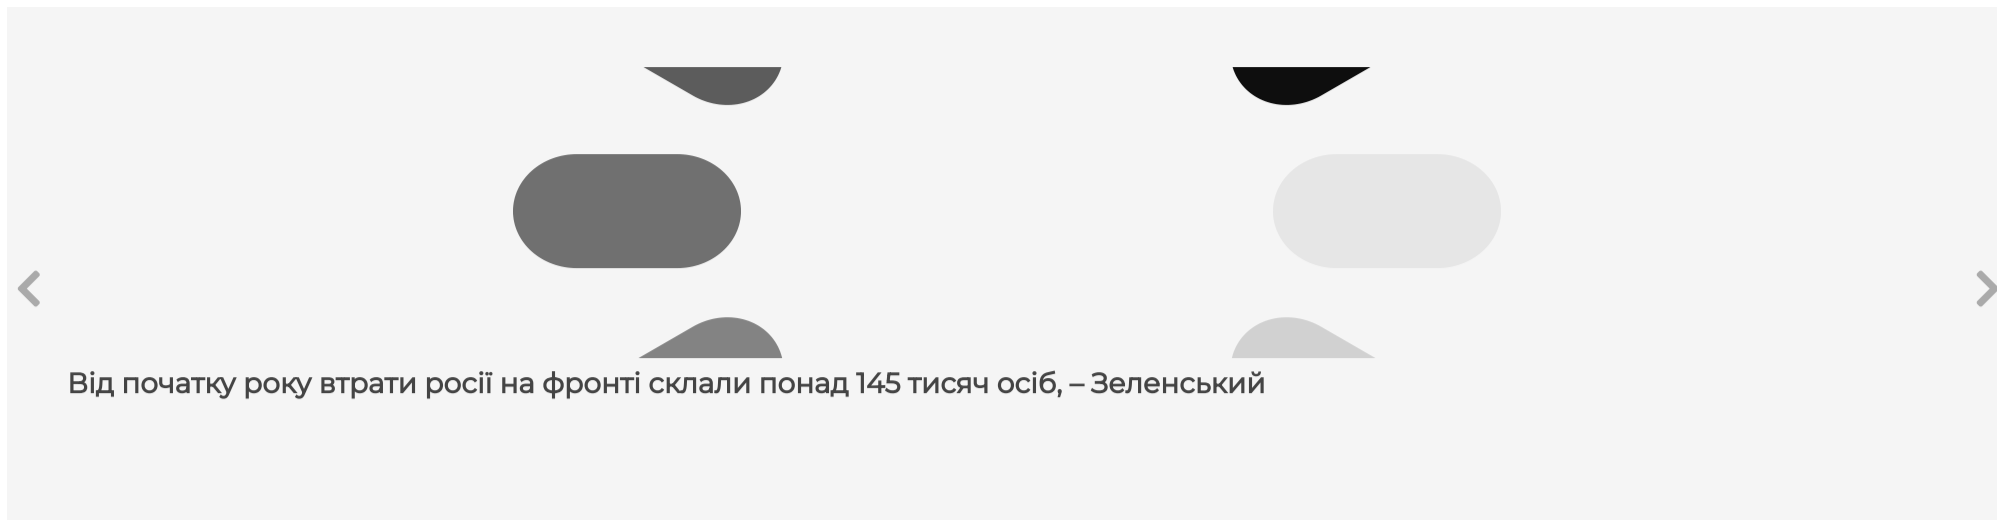 Від початку року втрати росії на фронті склали понад 145 тисяч осіб, – Зеленський